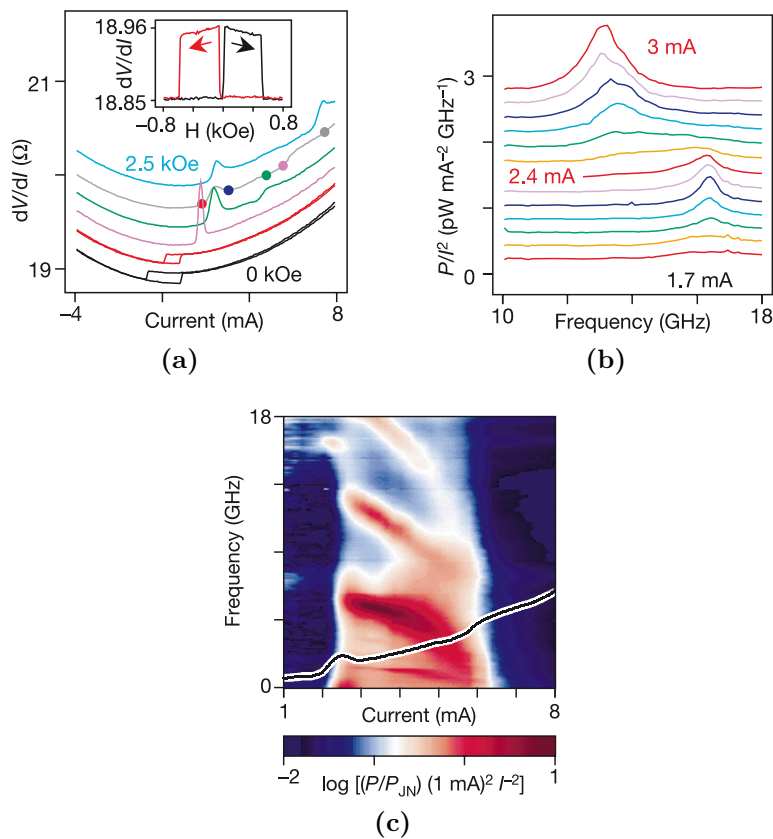 18.96
dV/dI
18.85
–0.8
H (kOe)
0.8
21
dV/dI (Ω)
19
2.5 kOe
0 kOe
–4
Current (mA)
8
(a)
3 mA
3
P/I² (pW mA⁻² GHz⁻¹)
2.4 mA
0
1.7 mA
10
Frequency (GHz)
18
(b)
18
Frequency (GHz)
0
1
Current (mA)
8
–2
log [(P/P_JN) (1 mA)² I⁻²]
1
(c)